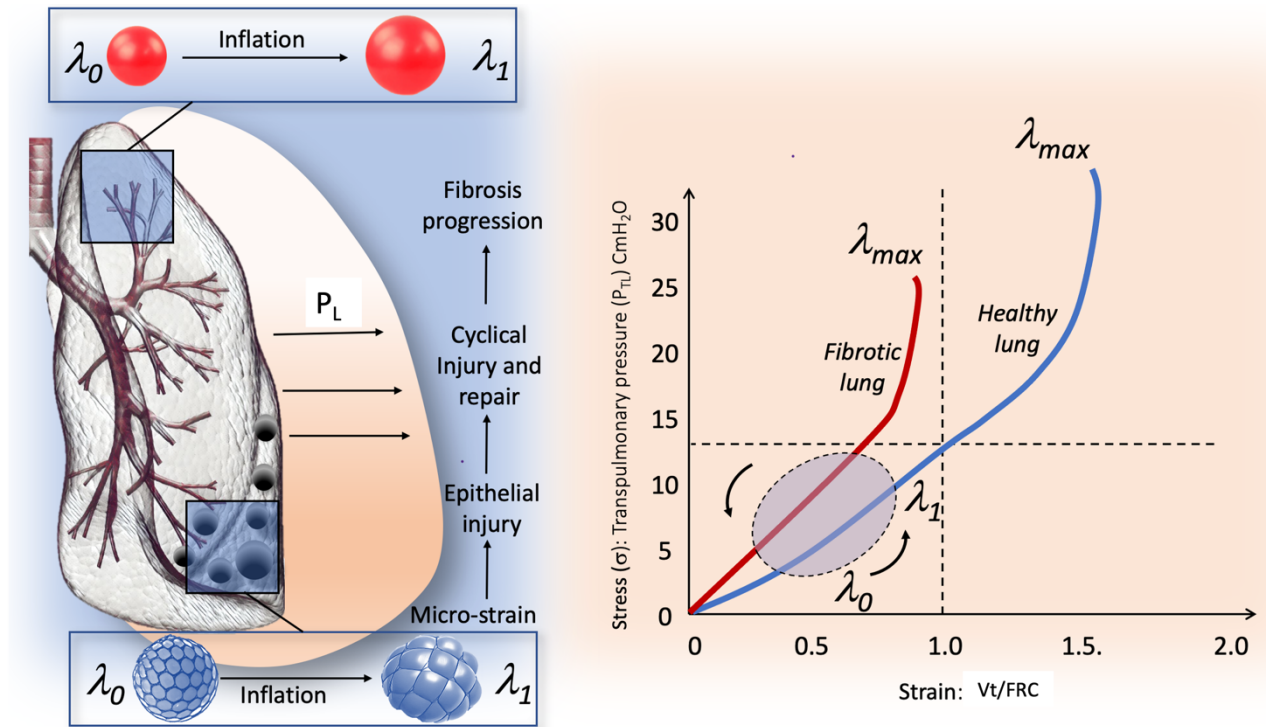 λ0
Inflation
λ1
Fibrosis
progression
Cyclical
Injury and
repair
Epithelial
injury
Micro-strain
PL
λ0
Inflation
λ1
Stress (σ): Transpulmonary pressure (PTL) CmH2O
30
25
20
15
10
5
0
λmax
Fibrotic
lung
λmax
Healthy
lung
λ1
λ0
0
0.5
1.0
1.5.
2.0
Strain: Vt/FRC